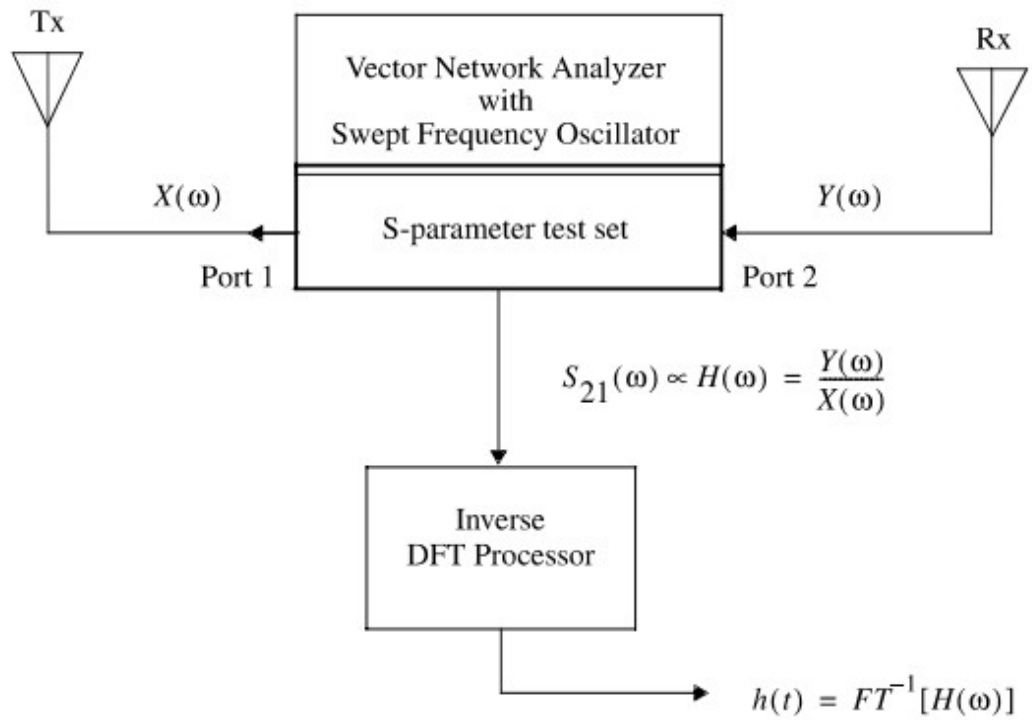 Tx
Rx
Vector Network Analyzer
with
Swept Frequency Oscillator
X(ω)
Y(ω)
S-parameter test set
Port 1
Port 2
S₂₁(ω) ∝ H(ω) = Y(ω)/X(ω)
Inverse
DFT Processor
h(t) = FT⁻¹[H(ω)]